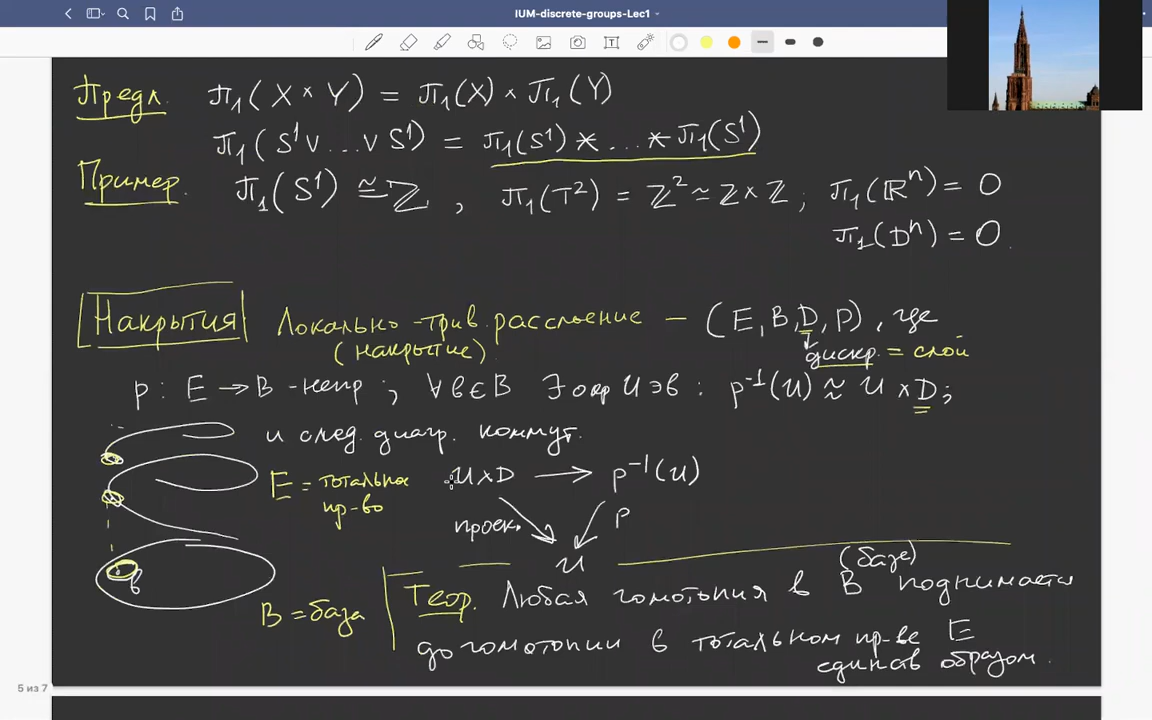 IUM-discrete-groups-Lec1
Предл. π₁(X × Y) = π₁(X) × π₁(Y)
π₁(S¹∨...∨S¹) = π₁(S¹) * ... * π₁(S¹)
Пример. π₁(S¹) ≅ ℤ, π₁(T²) = ℤ² ≃ ℤ×ℤ; π₁(ℝⁿ) = 0
π₁(Dⁿ) = 0.
Накрытия Локально-трив. расслоение — (E, B, D, p), где
(накрытие) дискр. = слой
p: E → B - непр; ∀b∈B ∃ окр U∋b : p⁻¹(U) ≈ U × D;
и след. диагр. коммут.
E = тотальное U×D → p⁻¹(U)
пр-во
проек. p
U
b
B = база
Теор. Любая гомотопия в B (базе) поднимается
до гомотопии в тотальном пр-ве E
единств образом.
5 из 7